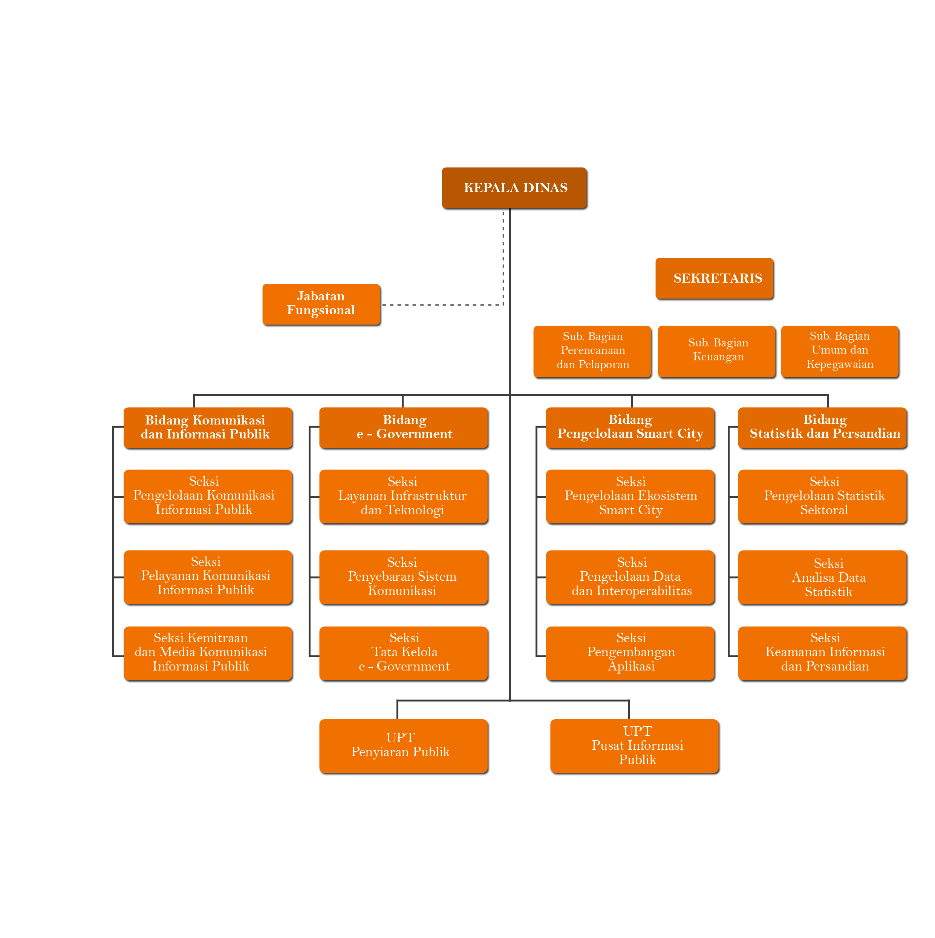 KEPALA DINAS
SEKRETARIS
Jabatan
Fungsional
Sub. Bagian
Perencanaan
dan Pelaporan
Sub. Bagian
Keuangan
Sub. Bagian
Umum dan
Kepegawaian
Bidang Komunikasi
dan Informasi Publik
Bidang
e - Government
Bidang
Pengelolaan Smart City
Bidang
Statistik dan Persandian
Seksi
Pengelolaan Komunikasi
Informasi Publik
Seksi
Layanan Infrastruktur
dan Teknologi
Seksi
Pengelolaan Ekosistem
Smart City
Seksi
Pengelolaan Statistik
Sektoral
Seksi
Pelayanan Komunikasi
Informasi Publik
Seksi
Penyebaran Sistem
Komunikasi
Seksi
Pengelolaan Data
dan Interoperabilitas
Seksi
Analisa Data
Statistik
Seksi Kemitraan
dan Media Komunikasi
Informasi Publik
Seksi
Tata Kelola
e - Government
Seksi
Pengembangan
Aplikasi
Seksi
Keamanan Informasi
dan Persandian
UPT
Penyiaran Publik
UPT
Pusat Informasi
Publik